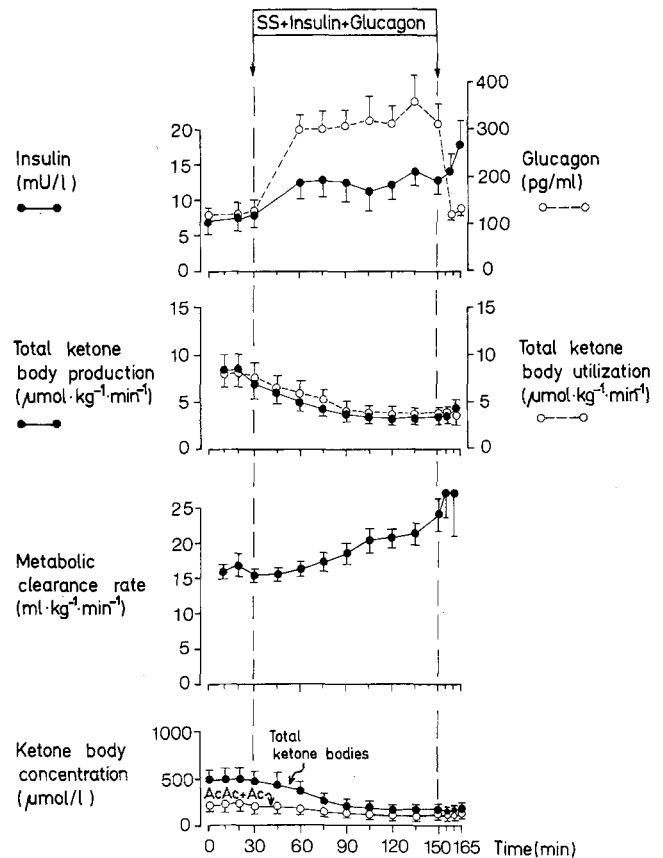 SS+Insulin+Glucagon
400
20
300
Insulin
(mU/l)
15
10
5
0
200
100
0
Glucagon
(pg/ml)
15
10
5
0
15
10
5
0
Total ketone
body production
(μmol·kg⁻¹·min⁻¹)
Total ketone
body utilization
(μmol·kg⁻¹·min⁻¹)
25
20
15
10
5
0
Metabolic
clearance rate
(ml·kg⁻¹·min⁻¹)
1000
500
0
Ketone body
concentration
(μmol/l)
Total
ketone bodies
AcAc+Ac
0 30 60 90 120 150 165 Time(min)